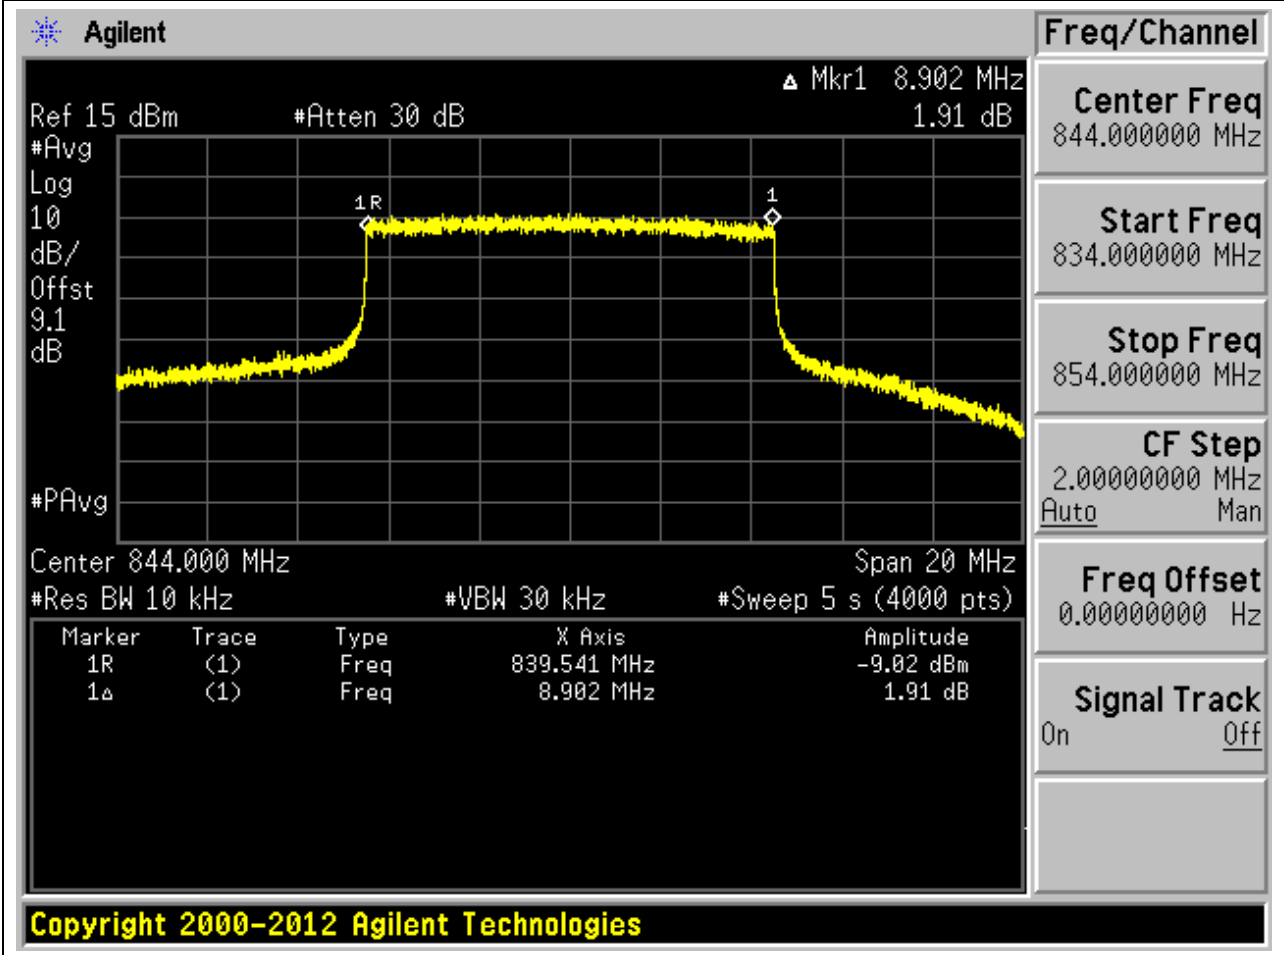 Agilent
Freq/Channel
Δ Mkr1 8.902 MHz
Ref 15 dBm #Atten 30 dB 1.91 dB
#Avg
Log
10
dB/
Offst
9.1
dB
1R
1
#PAvg
Center 844.000 MHz Span 20 MHz
#Res BW 10 kHz #VBW 30 kHz #Sweep 5 s (4000 pts)
Marker Trace Type X Axis Amplitude
1R (1) Freq 839.541 MHz -9.02 dBm
1Δ (1) Freq 8.902 MHz 1.91 dB
Center Freq
844.000000 MHz
Start Freq
834.000000 MHz
Stop Freq
854.000000 MHz
CF Step
2.00000000 MHz
Auto Man
Freq Offset
0.00000000 Hz
Signal Track
On Off
Copyright 2000-2012 Agilent Technologies